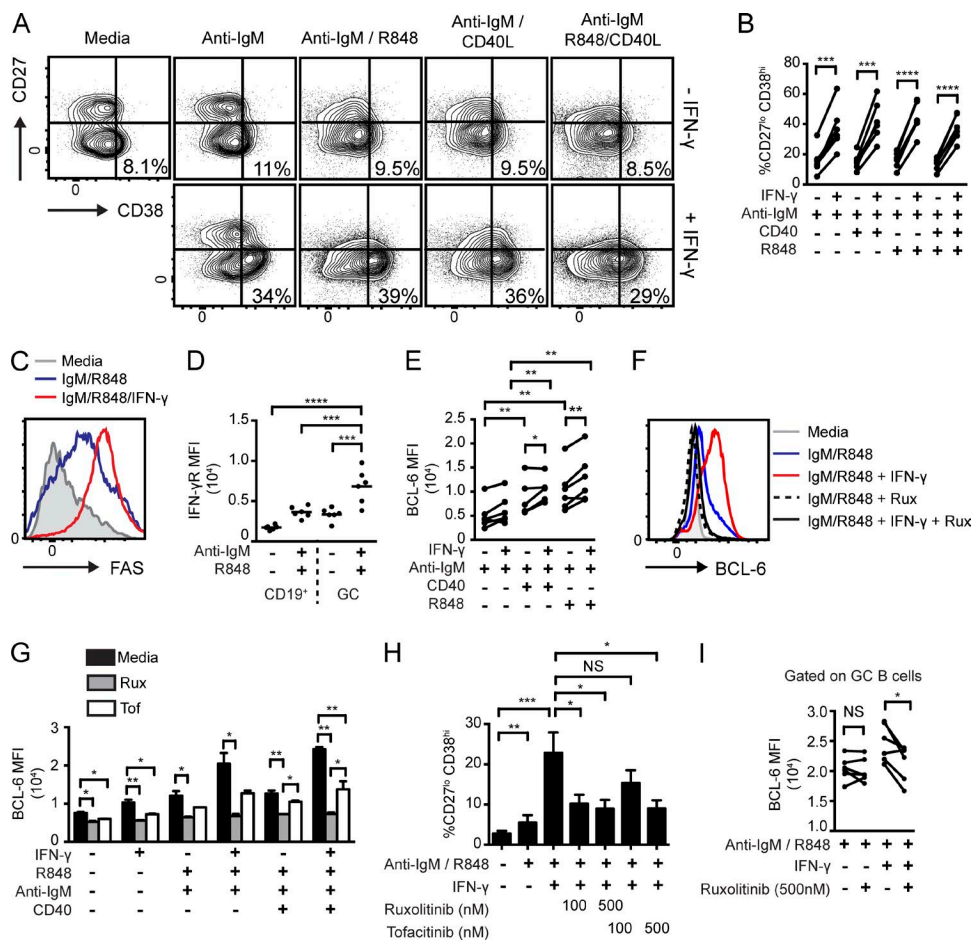 A
Media
Anti-IgM
Anti-IgM / R848
Anti-IgM /
CD40L
Anti-IgM
R848/CD40L
CD27
0
8.1%
11%
9.5%
9.5%
8.5%
- IFN-γ
CD38
0
34%
39%
36%
29%
+ IFN-γ
0
0
0
0
B
%CD27lo CD38hi
80
60
40
20
0
*** *** **** ****
IFN-γ - + - + - + - +
Anti-IgM + + + + + + + +
CD40 - - + + - - + +
R848 - - - - + + + +
C
Media
IgM/R848
IgM/R848/IFN-γ
0
FAS
D
IFN-γR MFI
(10⁴)
1.5
1.0
0.5
0
****
***
***
Anti-IgM - + - +
R848 - + - +
CD19⁺ GC
E
BCL-6 MFI
(10⁴)
2.5
2.0
1.5
1.0
0.5
0
**
**
**
** **
*
IFN-γ - + - + - +
Anti-IgM + + + + + +
CD40 - - + + - -
R848 - - - - + +
F
Media
IgM/R848
IgM/R848 + IFN-γ
IgM/R848 + Rux
IgM/R848 + IFN-γ + Rux
0
BCL-6
G
Media
Rux
Tof
BCL-6 MFI
(10⁴)
3
2
1
0
* * ** * * * ** * ** ** *
IFN-γ - + - + - +
R848 - - + + + +
Anti-IgM - - + + + +
CD40 - - - - + +
H
%CD27lo CD38hi
30
20
10
0
*
NS
*** * *
**
Anti-IgM / R848 - + + + + + +
IFN-γ - - + + + + +
Ruxolitinib (nM) 100 500
Tofacitinib (nM) 100 500
I
Gated on GC B cells
BCL-6 MFI
(10⁴)
3.0
2.5
2.0
1.5
1.0
NS *
Anti-IgM / R848 + + + +
IFN-γ - - + +
Ruxolitinib (500nM) - + - +